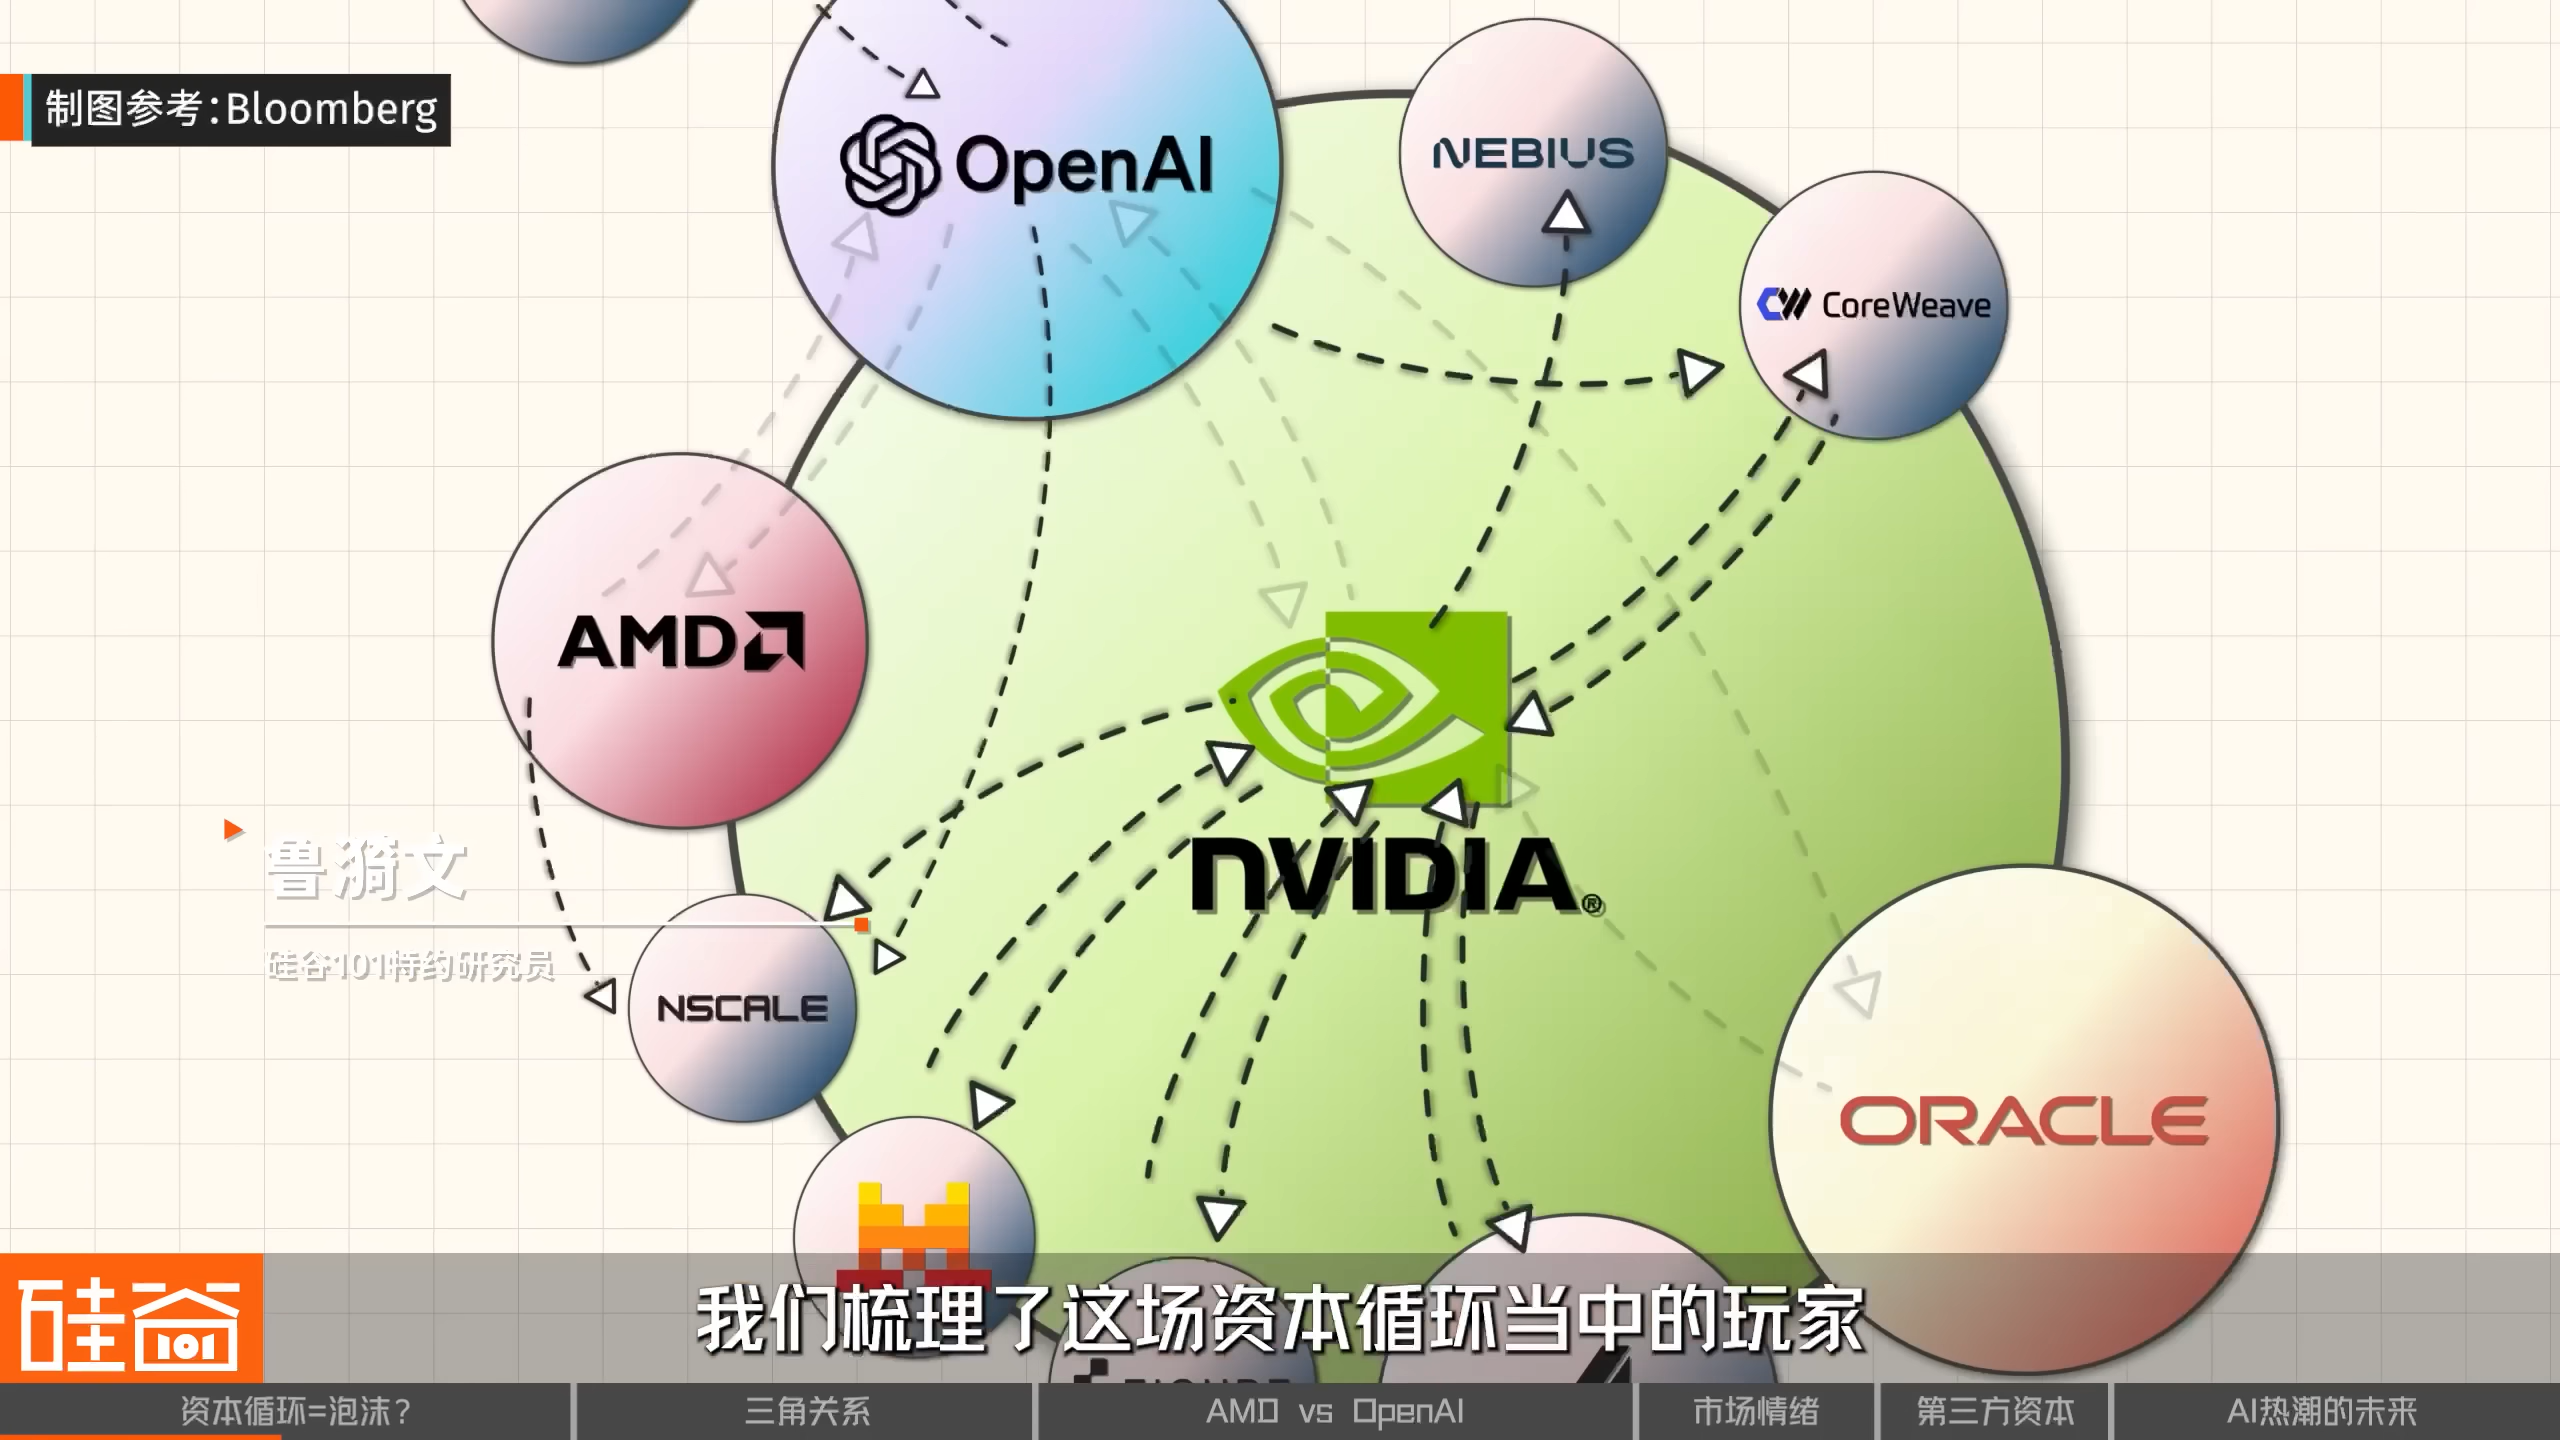 制图参考：Bloomberg
OpenAI
NEBIUS
CoreWeave
AMD
NVIDIA®
鲁漪文
硅谷101特约研究员
NSCALE
ORACLE
我们梳理了这场资本循环当中的玩家
硅谷
101
资本循环=泡沫？
三角关系
AMD vs OpenAI
市场情绪
第三方资本
AI热潮的未来